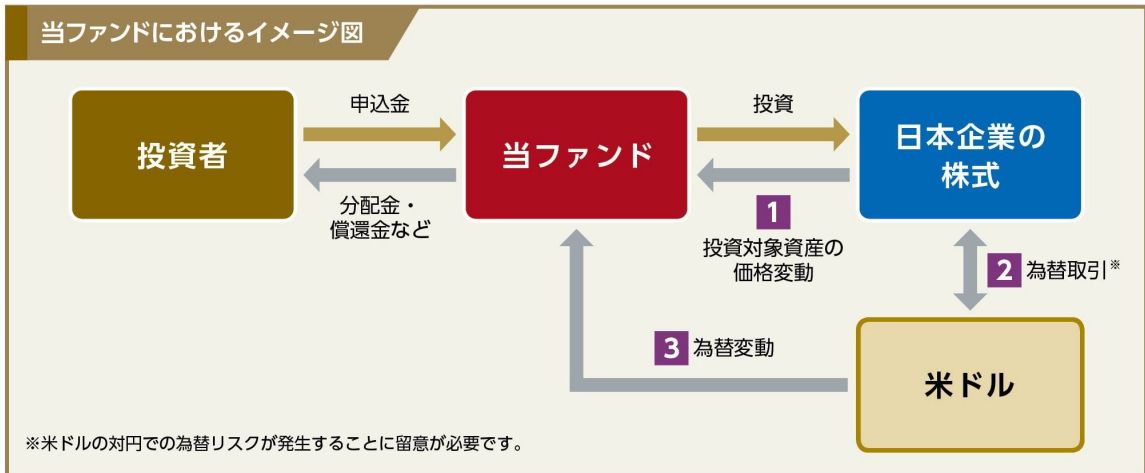 当ファンドにおけるイメージ図
投資者
申込金
分配金・
償還金など
当ファンド
投資
1
投資対象資産の
価格変動
日本企業の
株式
2 為替取引※
3 為替変動
米ドル
※米ドルの対円での為替リスクが発生することに留意が必要です。